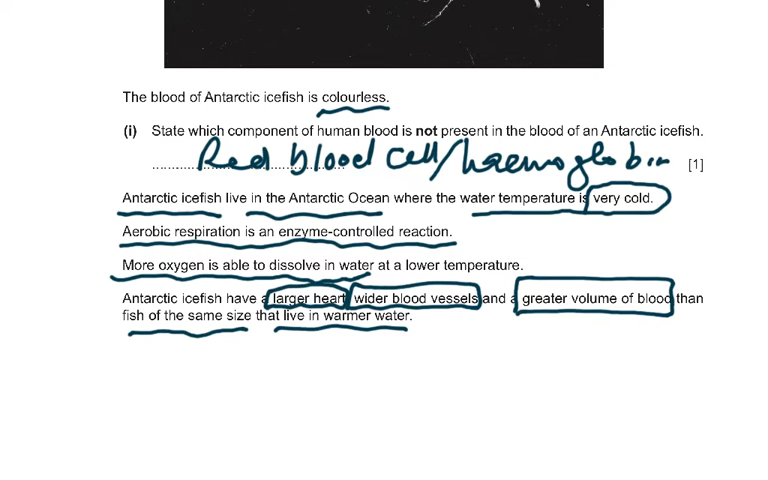 The blood of Antarctic icefish is colourless.
(i) State which component of human blood is not present in the blood of an Antarctic icefish.
Red blood cell/haemoglobin [1]
Antarctic icefish live in the Antarctic Ocean where the water temperature is very cold.
Aerobic respiration is an enzyme-controlled reaction.
More oxygen is able to dissolve in water at a lower temperature.
Antarctic icefish have a larger heart wider blood vessels and a greater volume of blood than
fish of the same size that live in warmer water.